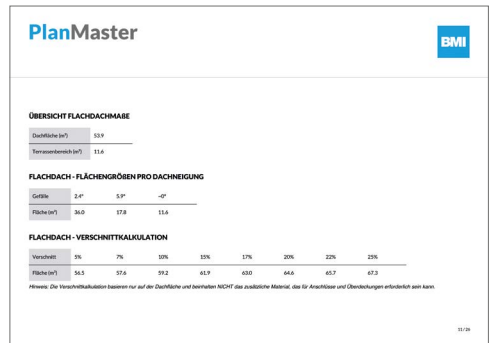 PlanMaster
BMI
ÜBERSICHT FLACHDACHMAßE
Dachfläche (m²) 53.9
Terrassenbereich (m²) 11.6
FLACHDACH - FLÄCHENGRÖßEN PRO DACHNEIGUNG
Gefälle 2.4° 5.9° ~0°
Fläche (m²) 36.0 17.8 11.6
FLACHDACH - VERSCHNITTKALKULATION
Verschnitt 5% 7% 10% 15% 17% 20% 22% 25%
Fläche (m²) 56.5 57.6 59.2 61.9 63.0 64.6 65.7 67.3
Hinweis: Die Verschnittkalkulation basieren nur auf der Dachfläche und beinhalten NICHT das zusätzliche Material, das für Anschlüsse und Überdeckungen erforderlich sein kann.
11 / 26